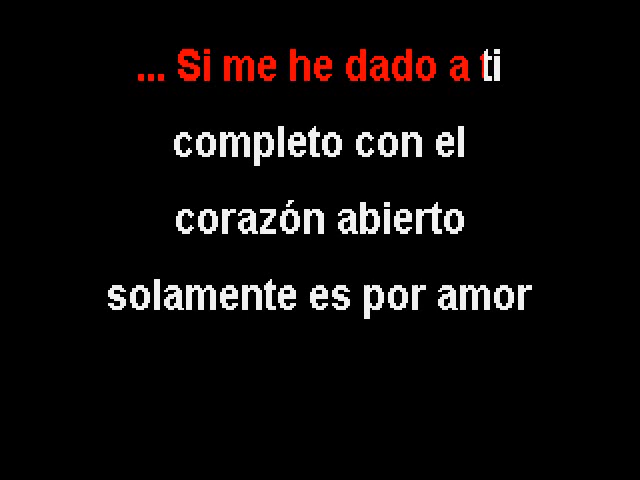 ... Si me he dado a ti
completo con el
corazón abierto
solamente es por amor